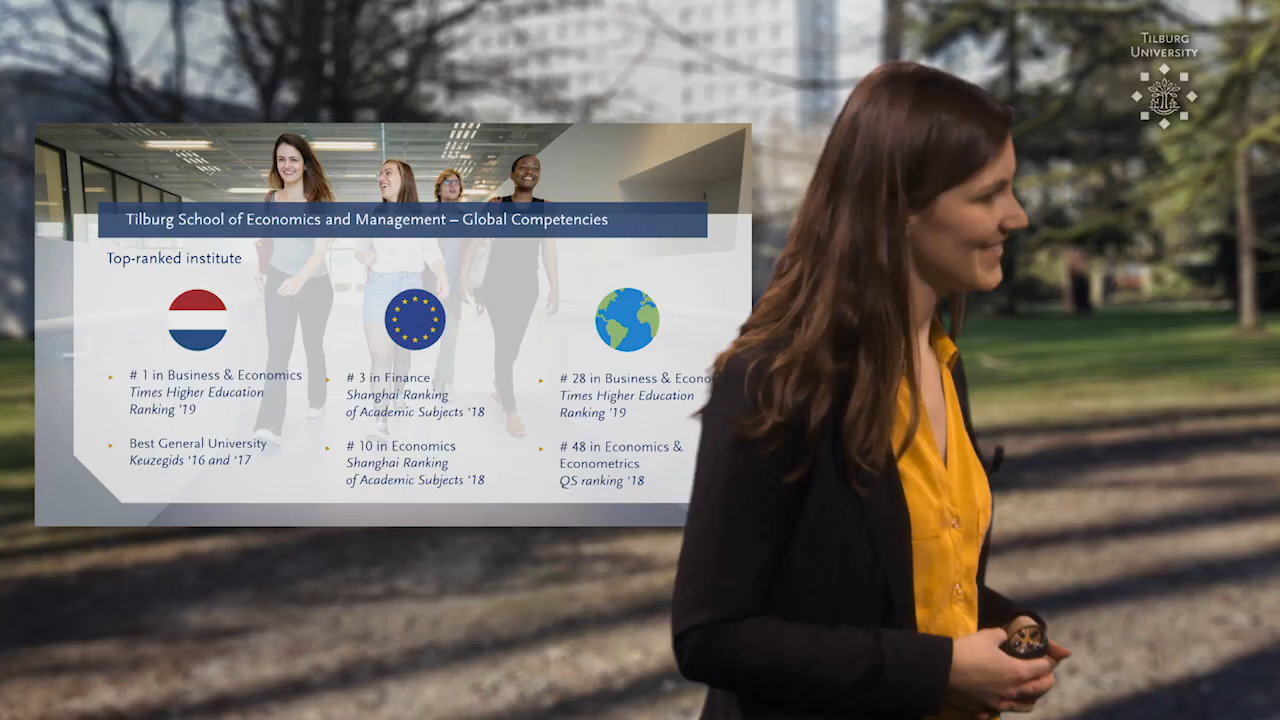 TILBURG
UNIVERSITY
Tilburg School of Economics and Management – Global Competencies
Top-ranked institute
# 1 in Business & Economics
Times Higher Education
Ranking '19
Best General University
Keuzegids '16 and '17
# 3 in Finance
Shanghai Ranking
of Academic Subjects '18
# 10 in Economics
Shanghai Ranking
of Academic Subjects '18
# 28 in Business & Econo
Times Higher Education
Ranking '19
# 48 in Economics &
Econometrics
QS ranking '18